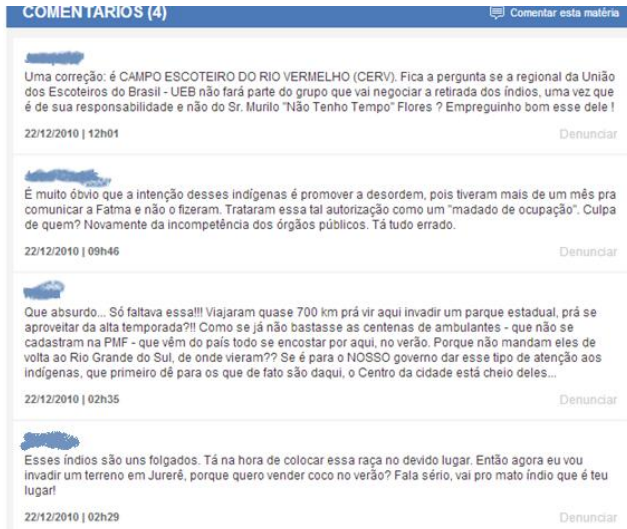 COMENTÁRIOS (4)
Comentar esta matéria
Uma correção: é CAMPO ESCOTEIRO DO RIO VERMELHO (CERV). Fica a pergunta se a regional da União
dos Escoteiros do Brasil - UEB não fará parte do grupo que vai negociar a retirada dos índios, uma vez que
é de sua responsabilidade e não do Sr. Murilo "Não Tenho Tempo" Flores ? Empreguinho bom esse dele !
22/12/2010 | 12h01
Denunciar
É muito óbvio que a intenção desses indígenas é promover a desordem, pois tiveram mais de um mês pra
comunicar a Fatma e não o fizeram. Trataram essa tal autorização como um "madado de ocupação". Culpa
de quem? Novamente da incompetência dos órgãos públicos. Tá tudo errado.
22/12/2010 | 09h46
Denunciar
Que absurdo... Só faltava essa!!! Viajaram quase 700 km prá vir aqui invadir um parque estadual, prá se
aproveitar da alta temporada?!! Como se já não bastasse as centenas de ambulantes - que não se
cadastram na PMF - que vêm do país todo se encostar por aqui, no verão. Porque não mandam eles de
volta ao Rio Grande do Sul, de onde vieram?? Se é para o NOSSO governo dar esse tipo de atenção aos
indígenas, que primeiro dê para os que de fato são daqui, o Centro da cidade está cheio deles...
22/12/2010 | 02h35
Denunciar
Esses índios são uns folgados. Tá na hora de colocar essa raça no devido lugar. Então agora eu vou
invadir um terreno em Jurerê, porque quero vender coco no verão? Fala sério, vai pro mato índio que é teu
lugar!
22/12/2010 | 02h29
Denunciar